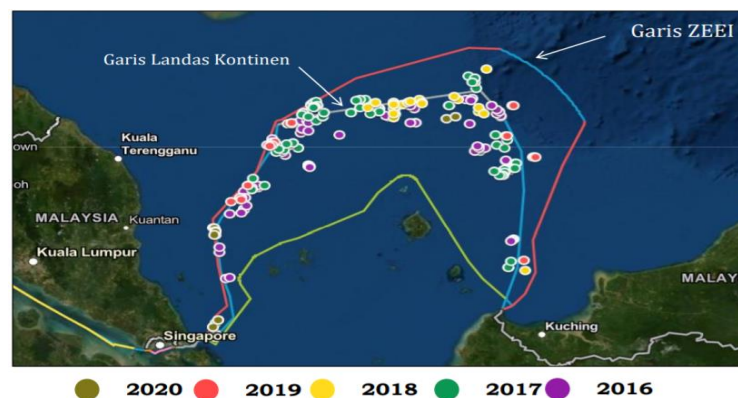 Garis ZEEI
Garis Landas Kontinen
Kuala
Terengganu
own
oh
MALAYSIA
Kuantan
Kuala Lumpur
MALAY
Singapore
Kuching
2020 2019 2018 2017 2016